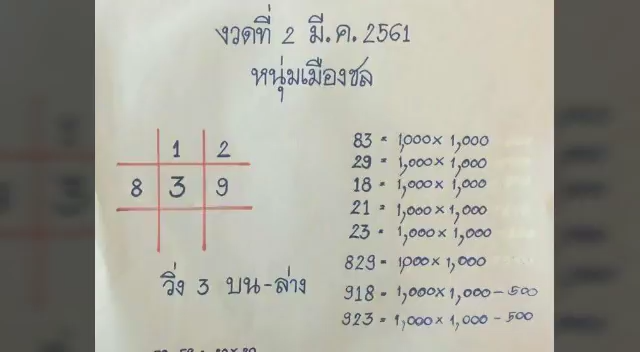 งวดที่ 2 มี.ค. 2561
หนุ่มเมืองชล
1 2
8 3 9
วิ่ง 3 บน-ล่าง
83 = 1,000 x 1,000
29 = 1,000 x 1,000
18 = 1,000 x 1,000
21 = 1,000 x 1,000
23 = 1,000 x 1,000
829 = 1,000 x 1,000
918 = 1,000 x 1,000 - 500
923 = 1,000 x 1,000 - 500